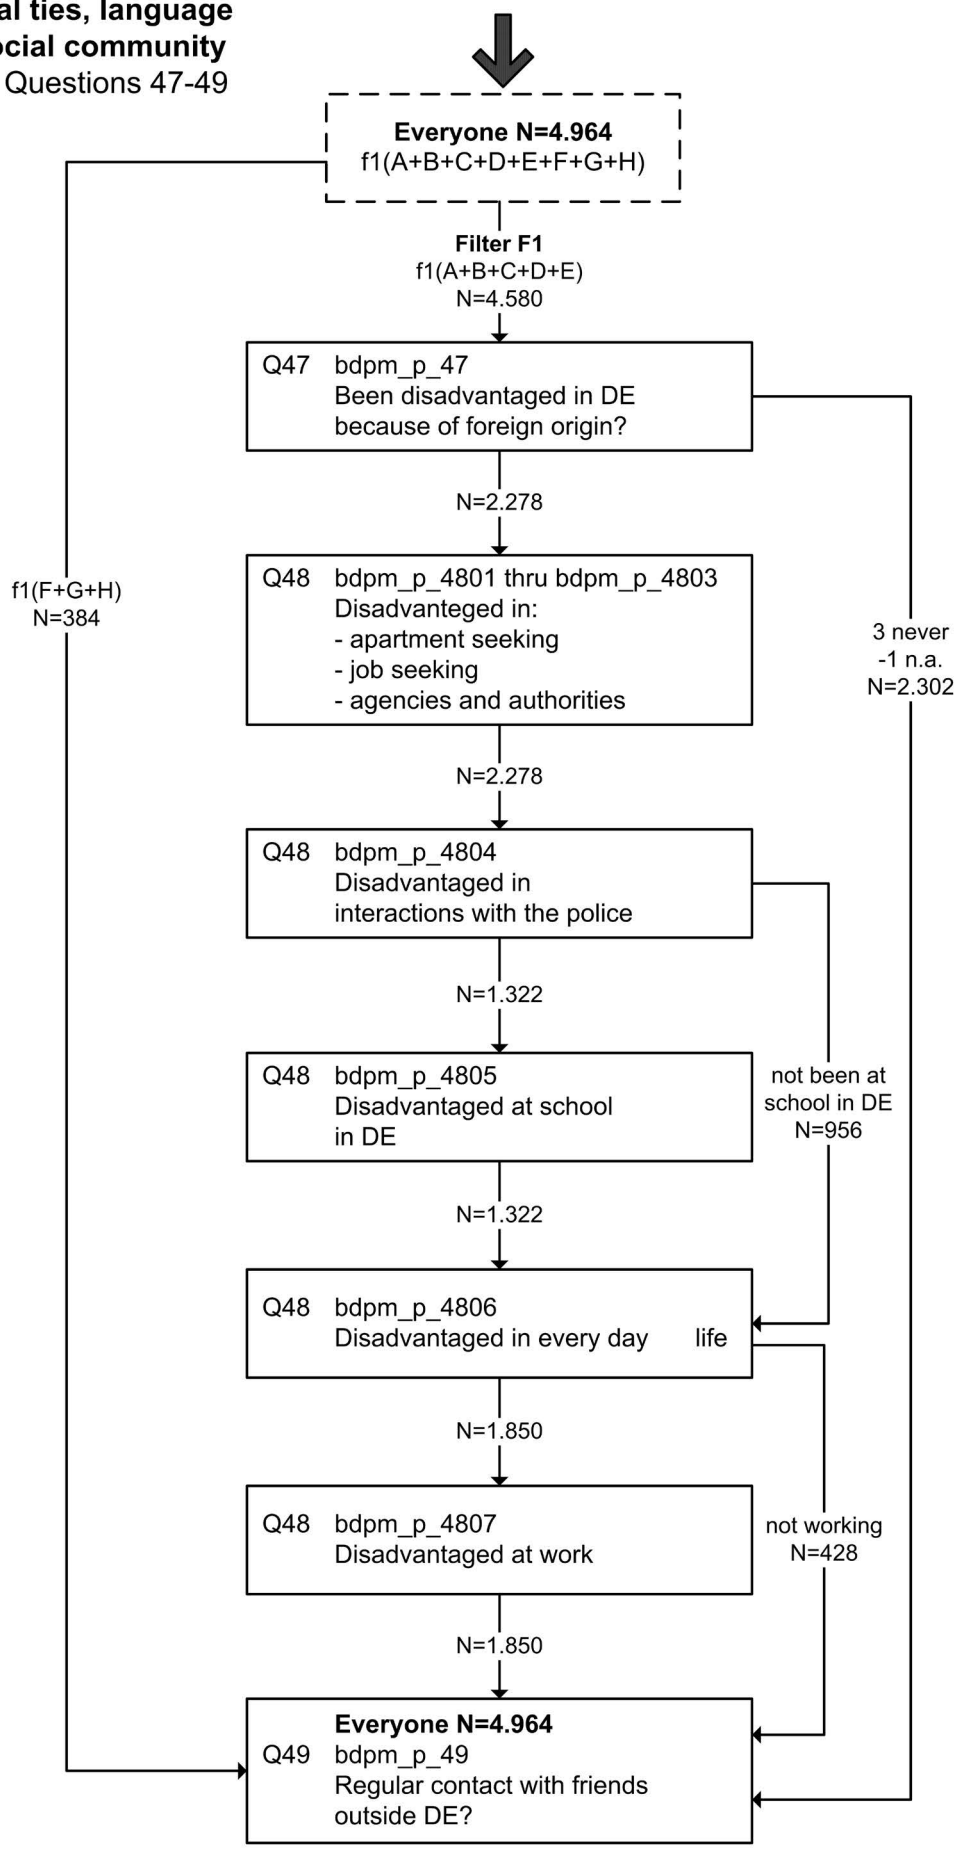 al ties, language
ocial community
Questions 47-49
Everyone N=4.964
f1(A+B+C+D+E+F+G+H)
Filter F1
f1(A+B+C+D+E)
N=4.580
Q47 bdpm_p_47
Been disadvantaged in DE
because of foreign origin?
N=2.278
Q48 bdpm_p_4801 thru bdpm_p_4803
Disadvanteged in:
- apartment seeking
- job seeking
- agencies and authorities
f1(F+G+H)
N=384
3 never
-1 n.a.
N=2.302
N=2.278
Q48 bdpm_p_4804
Disadvantaged in
interactions with the police
N=1.322
Q48 bdpm_p_4805
Disadvantaged at school
in DE
not been at
school in DE
N=956
N=1.322
Q48 bdpm_p_4806
Disadvantaged in every day life
N=1.850
Q48 bdpm_p_4807
Disadvantaged at work
not working
N=428
N=1.850
Everyone N=4.964
Q49 bdpm_p_49
Regular contact with friends
outside DE?